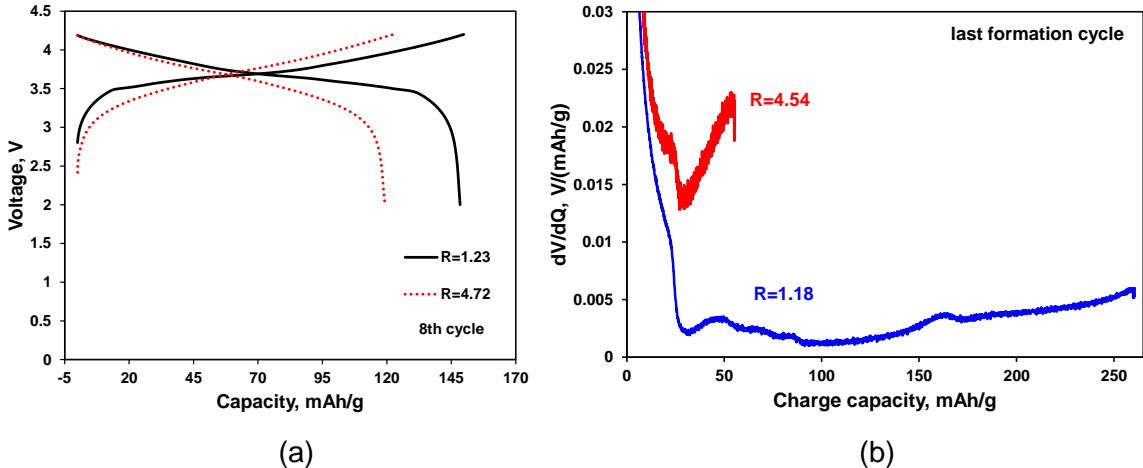 4.5
4
3.5
3
2.5
2
1.5
1
0.5
0
Voltage, V
R=1.23
R=4.72
8th cycle
-5 20 45 70 95 120 145 170
Capacity, mAh/g
(a)
0.03
0.025
0.02
0.015
0.01
0.005
0
dV/dQ, V/(mAh/g)
last formation cycle
R=4.54
R=1.18
0 50 100 150 200 250
Charge capacity, mAh/g
(b)